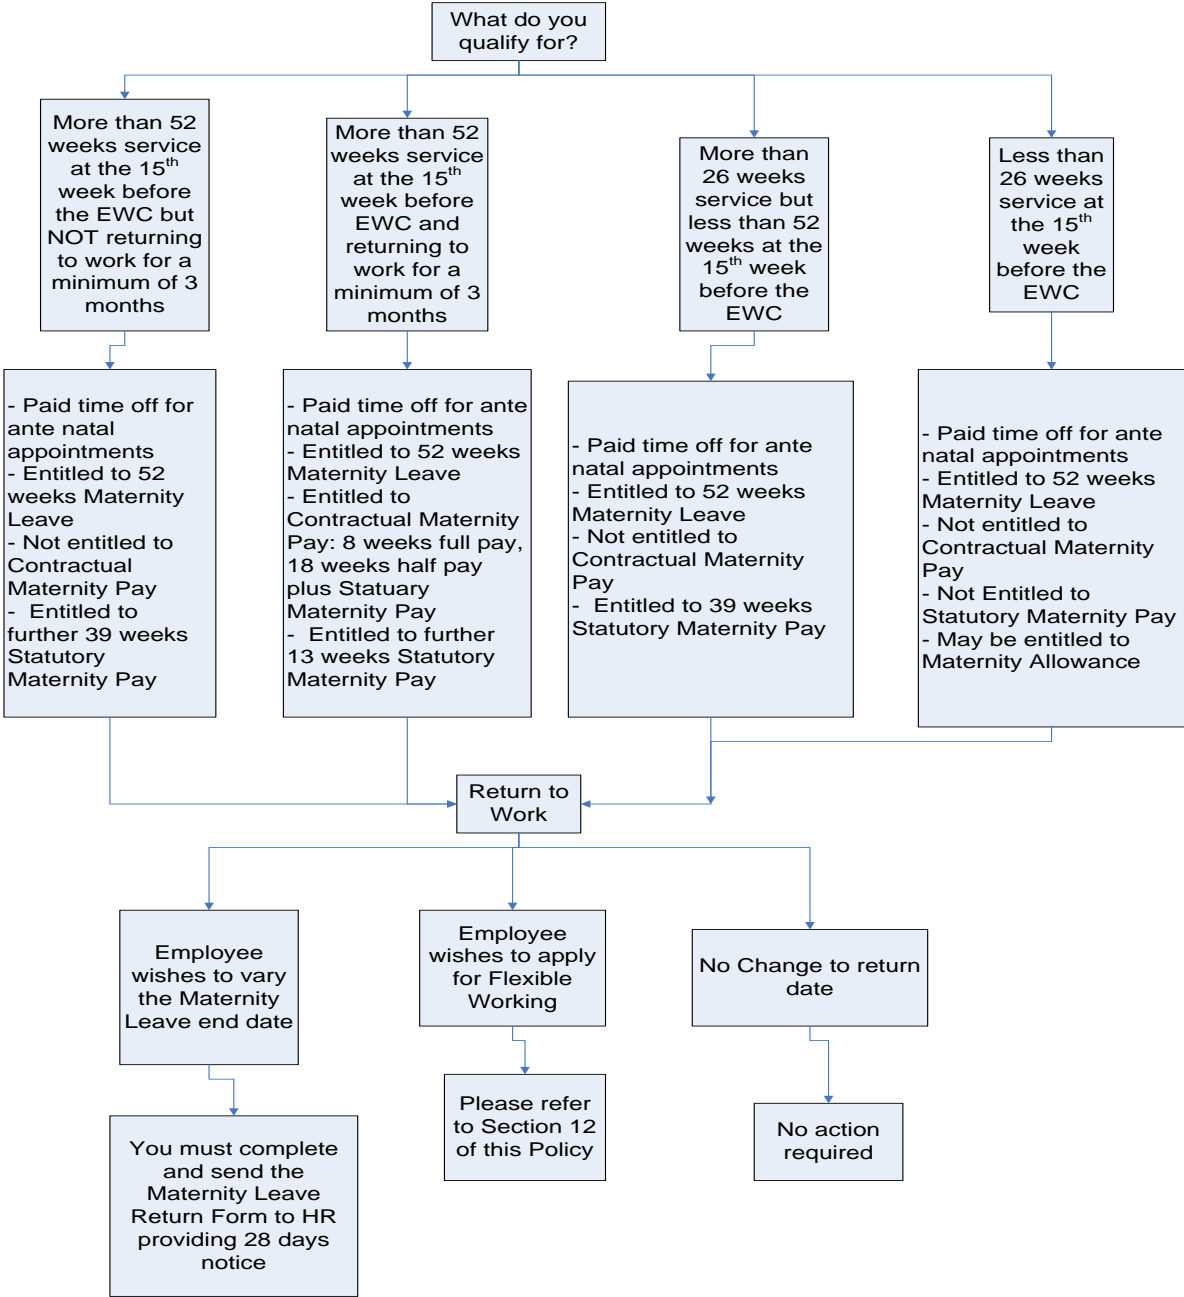 What do you
qualify for?
More than 52
weeks service
at the 15th
week before
the EWC but
NOT returning
to work for a
minimum of 3
months
More than 52
weeks service
at the 15th
week before
EWC and
returning to
work for a
minimum of 3
months
More than
26 weeks
service but
less than 52
weeks at the
15th week
before the
EWC
Less than
26 weeks
service at
the 15th
week
before the
EWC
- Paid time off for
ante natal
appointments
- Entitled to 52
weeks Maternity
Leave
- Not entitled to
Contractual
Maternity Pay
- Entitled to
further 39 weeks
Statutory
Maternity Pay
- Paid time off for ante
natal appointments
- Entitled to 52 weeks
Maternity Leave
- Entitled to
Contractual Maternity
Pay: 8 weeks full pay,
18 weeks half pay
plus Statuary
Maternity Pay
- Entitled to further
13 weeks Statutory
Maternity Pay
- Paid time off for ante
natal appointments
- Entitled to 52 weeks
Maternity Leave
- Not entitled to
Contractual Maternity
Pay
- Entitled to 39 weeks
Statutory Maternity Pay
- Paid time off for ante
natal appointments
- Entitled to 52 weeks
Maternity Leave
- Not entitled to
Contractual Maternity
Pay
- Not Entitled to
Statutory Maternity Pay
- May be entitled to
Maternity Allowance
Return to
Work
Employee
wishes to vary
the Maternity
Leave end date
Employee
wishes to apply
for Flexible
Working
No Change to return
date
You must complete
and send the
Maternity Leave
Return Form to HR
providing 28 days
notice
Please refer
to Section 12
of this Policy
No action
required